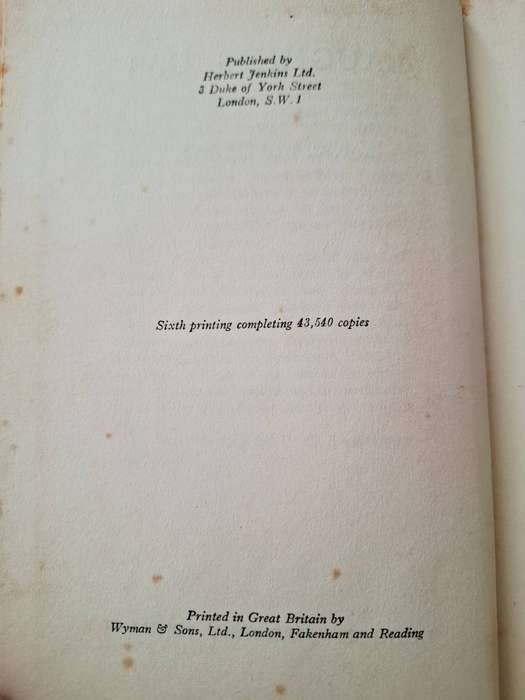 Published by
Herbert Jenkins Ltd.
3 Duke of York Street
London, S.W.1
Sixth printing completing 43,540 copies
Printed in Great Britain by
Wyman & Sons, Ltd., London, Fakenham and Reading